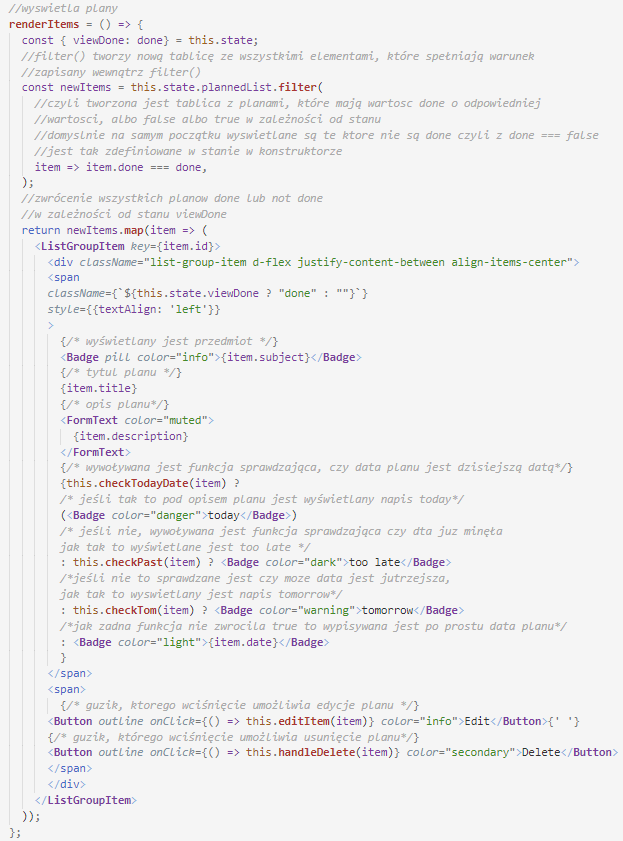 //wyswietla plany
renderItems = () => {
const { viewDone: done} = this.state;
//filter() tworzy nową tablicę ze wszystkimi elementami, które spełniają warunek
//zapisany wewnątrz filter()
const newItems = this.state.plannedList.filter(
//czyli tworzona jest tablica z planami, które mają wartosc done o odpowiedniej
//wartosci, albo false albo true w zależności od stanu
//domyslnie na samym początku wyswietlane są te ktore nie są done czyli z done === false
//jest tak zdefiniowane w stanie w konstruktorze
item => item.done === done,
);
//zwrócenie wszystkich planow done lub not done
//w zależności od stanu viewDone
return newItems.map(item => (
<ListGroupItem key={item.id}>
<div className="list-group-item d-flex justify-content-between align-items-center">
<span
className={`${this.state.viewDone ? "done" : ""}`}
style={{textAlign: 'left'}}
>
{/* wyświetlany jest przedmiot */}
<Badge pill color="info">{item.subject}</Badge>
{/* tytul planu */}
{item.title}
{/* opis planu*/}
<FormText color="muted">
{item.description}
</FormText>
{/* wywoływana jest funkcja sprawdzająca, czy data planu jest dzisiejszą datą*/}
{this.checkTodayDate(item) ?
/* jeśli tak to pod opisem planu jest wyświetlany napis today*/
(<Badge color="danger">today</Badge>)
/* jeśli nie, wywoływana jest funkcja sprawdzająca czy dta juz minęła
jak tak to wyświetlane jest too late */
: this.checkPast(item) ? <Badge color="dark">too late</Badge>
/*jeśli nie to sprawdzane jest czy moze data jest jutrzejsza,
jak tak to wyswietlany jest napis tomorrow*/
: this.checkTom(item) ? <Badge color="warning">tomorrow</Badge>
/*jak zadna funkcja nie zwrocila true to wypisywana jest po prostu data planu*/
: <Badge color="light">{item.date}</Badge>
}
</span>
<span>
{/* guzik, ktorego wciśnięcie umożliwia edycje planu */}
<Button outline onClick={() => this.editItem(item)} color="info">Edit</Button>{' '}
{/* guzik, którego wciśnięcie umożliwia usunięcie planu*/}
<Button outline onClick={() => this.handleDelete(item)} color="secondary">Delete</Button>
</span>
</div>
</ListGroupItem>
));
};